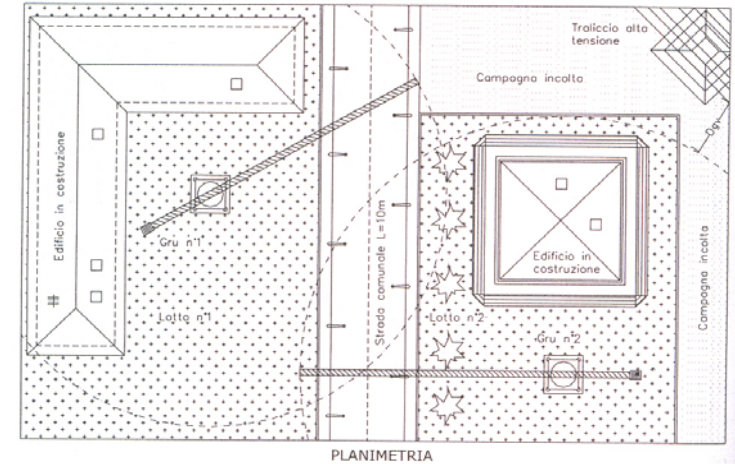 Traliccio alta
tensione
Campagna incolta
Dgv
Edificio in costruzione
Gru n°1
Lotto n°1
Strada comunale L=10m
Lotto n°2
Edificio in
costruzione
Gru n°2
Campagna incolta
PLANIMETRIA